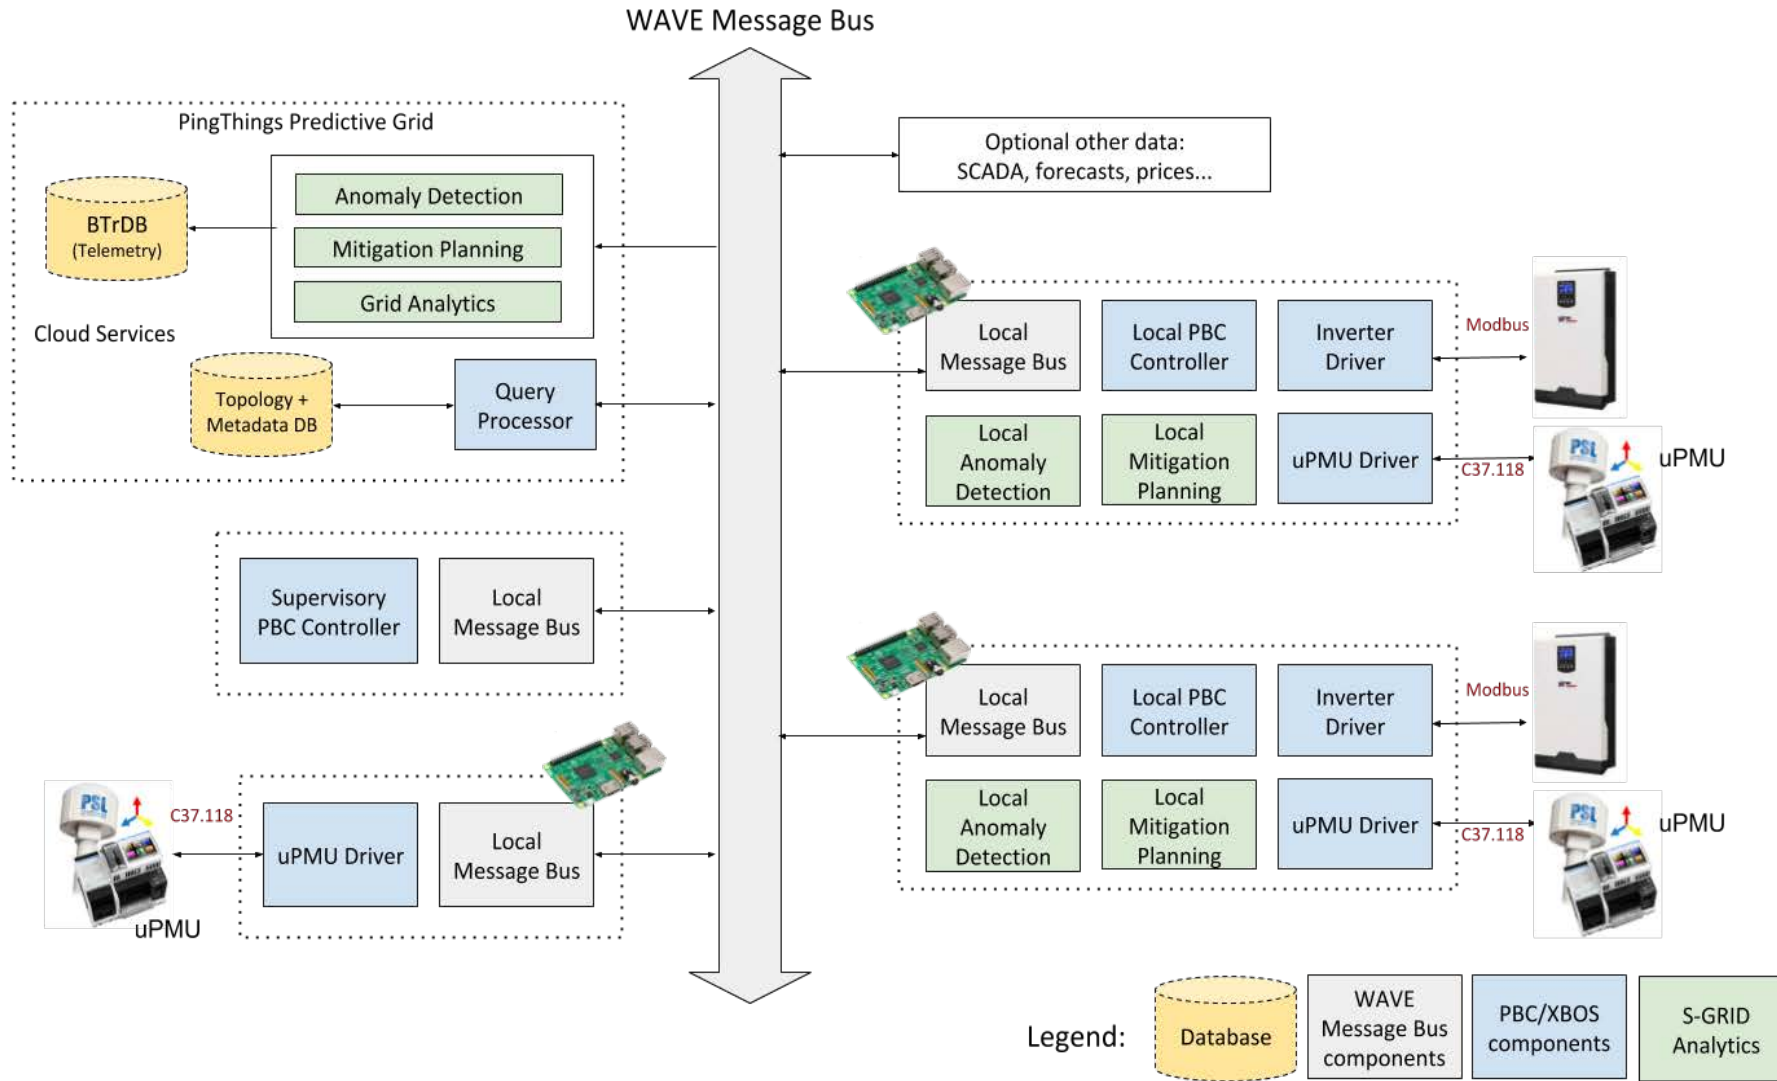 WAVE Message Bus
PingThings Predictive Grid
Anomaly Detection
BTrDB
(Telemetry)
Mitigation Planning
Grid Analytics
Cloud Services
Topology +
Metadata DB
Query
Processor
Optional other data:
SCADA, forecasts, prices...
Local
Message Bus
Local PBC
Controller
Inverter
Driver
Modbus
Local
Anomaly
Detection
Local
Mitigation
Planning
uPMU Driver
C37.118
PSL
uPMU
Supervisory
PBC Controller
Local
Message Bus
Local
Message Bus
Local PBC
Controller
Inverter
Driver
Modbus
Local
Anomaly
Detection
Local
Mitigation
Planning
uPMU Driver
C37.118
PSL
uPMU
PSL
C37.118
uPMU
uPMU Driver
Local
Message Bus
Legend:
Database
WAVE
Message Bus
components
PBC/XBOS
components
S-GRID
Analytics